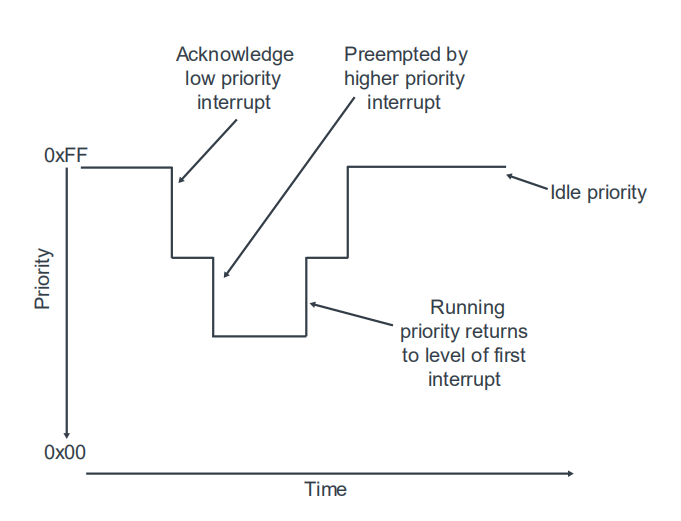 Acknowledge
low priority
interrupt
Preempted by
higher priority
interrupt
0xFF
Idle priority
Priority
Running
priority returns
to level of first
interrupt
0x00
Time